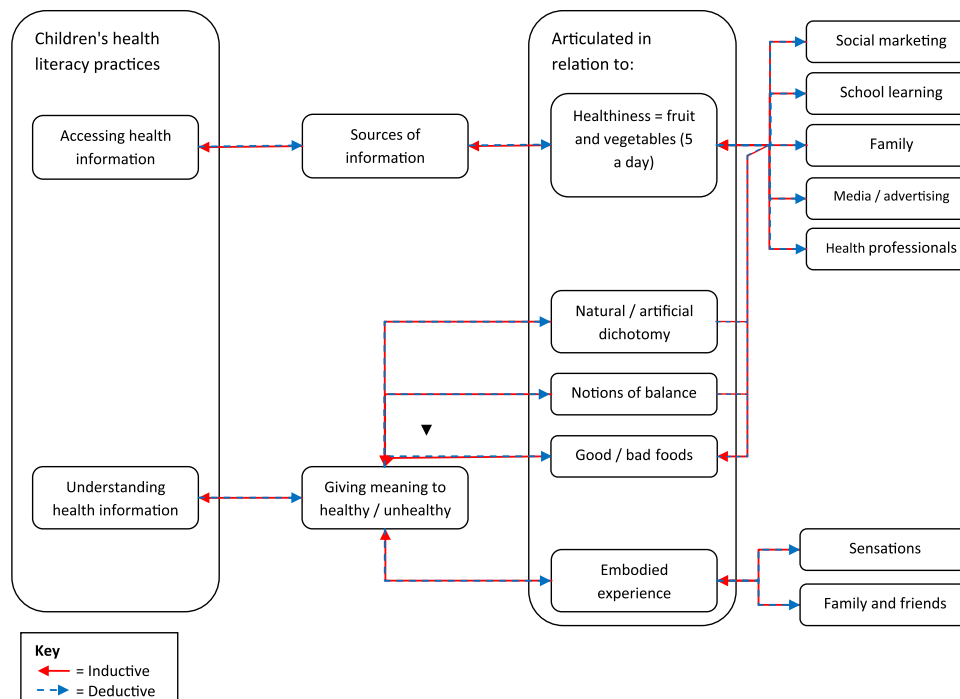 Children's health
literacy practices
Accessing health
information
Understanding
health information
Sources of
information
Giving meaning to
healthy / unhealthy
Articulated in
relation to:
Healthiness = fruit
and vegetables (5
a day)
Natural / artificial
dichotomy
Notions of balance
Good / bad foods
Embodied
experience
Social marketing
School learning
Family
Media / advertising
Health professionals
Sensations
Family and friends
Key
= Inductive
= Deductive